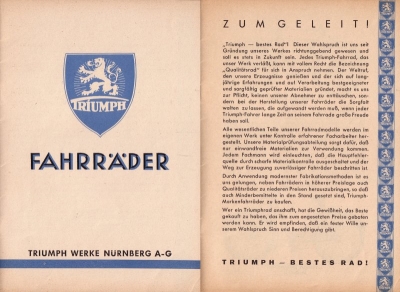 TRIUMPH
FAHRRÄDER
TRIUMPH WERKE NÜRNBERG A-G
ZUM GELEIT!
„Triumph — bestes Rad“! Dieser Wahlspruch ist uns seit
Gründung unseres Werkes richtunggebend gewesen und
soll es stets in Zukunft sein. Jedes Triumph-Fahrrad, das
unser Werk verläßt, kann mit vollem Recht die Bezeichnung
„Qualitätsrad“ für sich in Anspruch nehmen. Der Weltruf,
den unsere Erzeugnisse genießen und der sich auf lang-
jährige Erfahrungen und auf Verarbeitung bestgeeigneter
und sorgfältig geprüfter Materialien gründet, macht es uns
zur Pflicht, keinen unserer Abnehmer zu enttäuschen, son-
dern bei der Herstellung unserer Fahrräder die Sorgfalt
walten zu lassen, die aufgewandt werden muß, wenn jeder
Triumph-Fahrer lange Zeit an seinem Fahrrade große Freude
haben soll.
Alle wesentlichen Teile unserer Fahrradmodelle werden im
eigenen Werk unter Kontrolle erfahrener Facharbeiter her-
gestellt. Unsere Materialprüfungsabteilung sorgt dafür, daß
nur einwandfreie Materialien zur Verwendung kommen.
Jedem Fachmann wird einleuchten, daß die Hauptfehler-
quelle durch scharfe Materialkontrolle ausgeschaltet und der
Weg zur Erzeugung zuverlässiger Fahrräder beschritten ist.
Durch Anwendung modernster Fabrikationsmethoden ist es
uns gelungen, neben Fahrrädern in höherer Preislage auch
Qualitätsräder zu niederen Preisen herauszubringen, so daß
auch Minderbemittelte in den Stand gesetzt sind, Triumph-
Markenfahrräder zu kaufen.
Wer ein Triumphrad anschafft, hat die Gewißheit, das Beste
gekauft zu haben, das ihm zum angesetzten Preise geboten
werden kann. Er wird empfinden, daß ein fester Wille un-
serem Wahlspruch Sinn und Berechtigung gibt.
TRIUMPH — BESTES RAD!